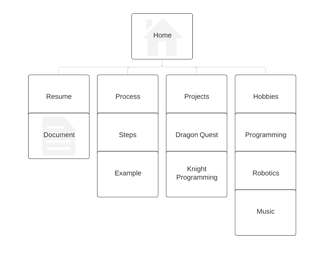 Home
Resume
Process
Projects
Hobbies
Document
Steps
Dragon Quest
Programming
Example
Knight
Programming
Robotics
Music